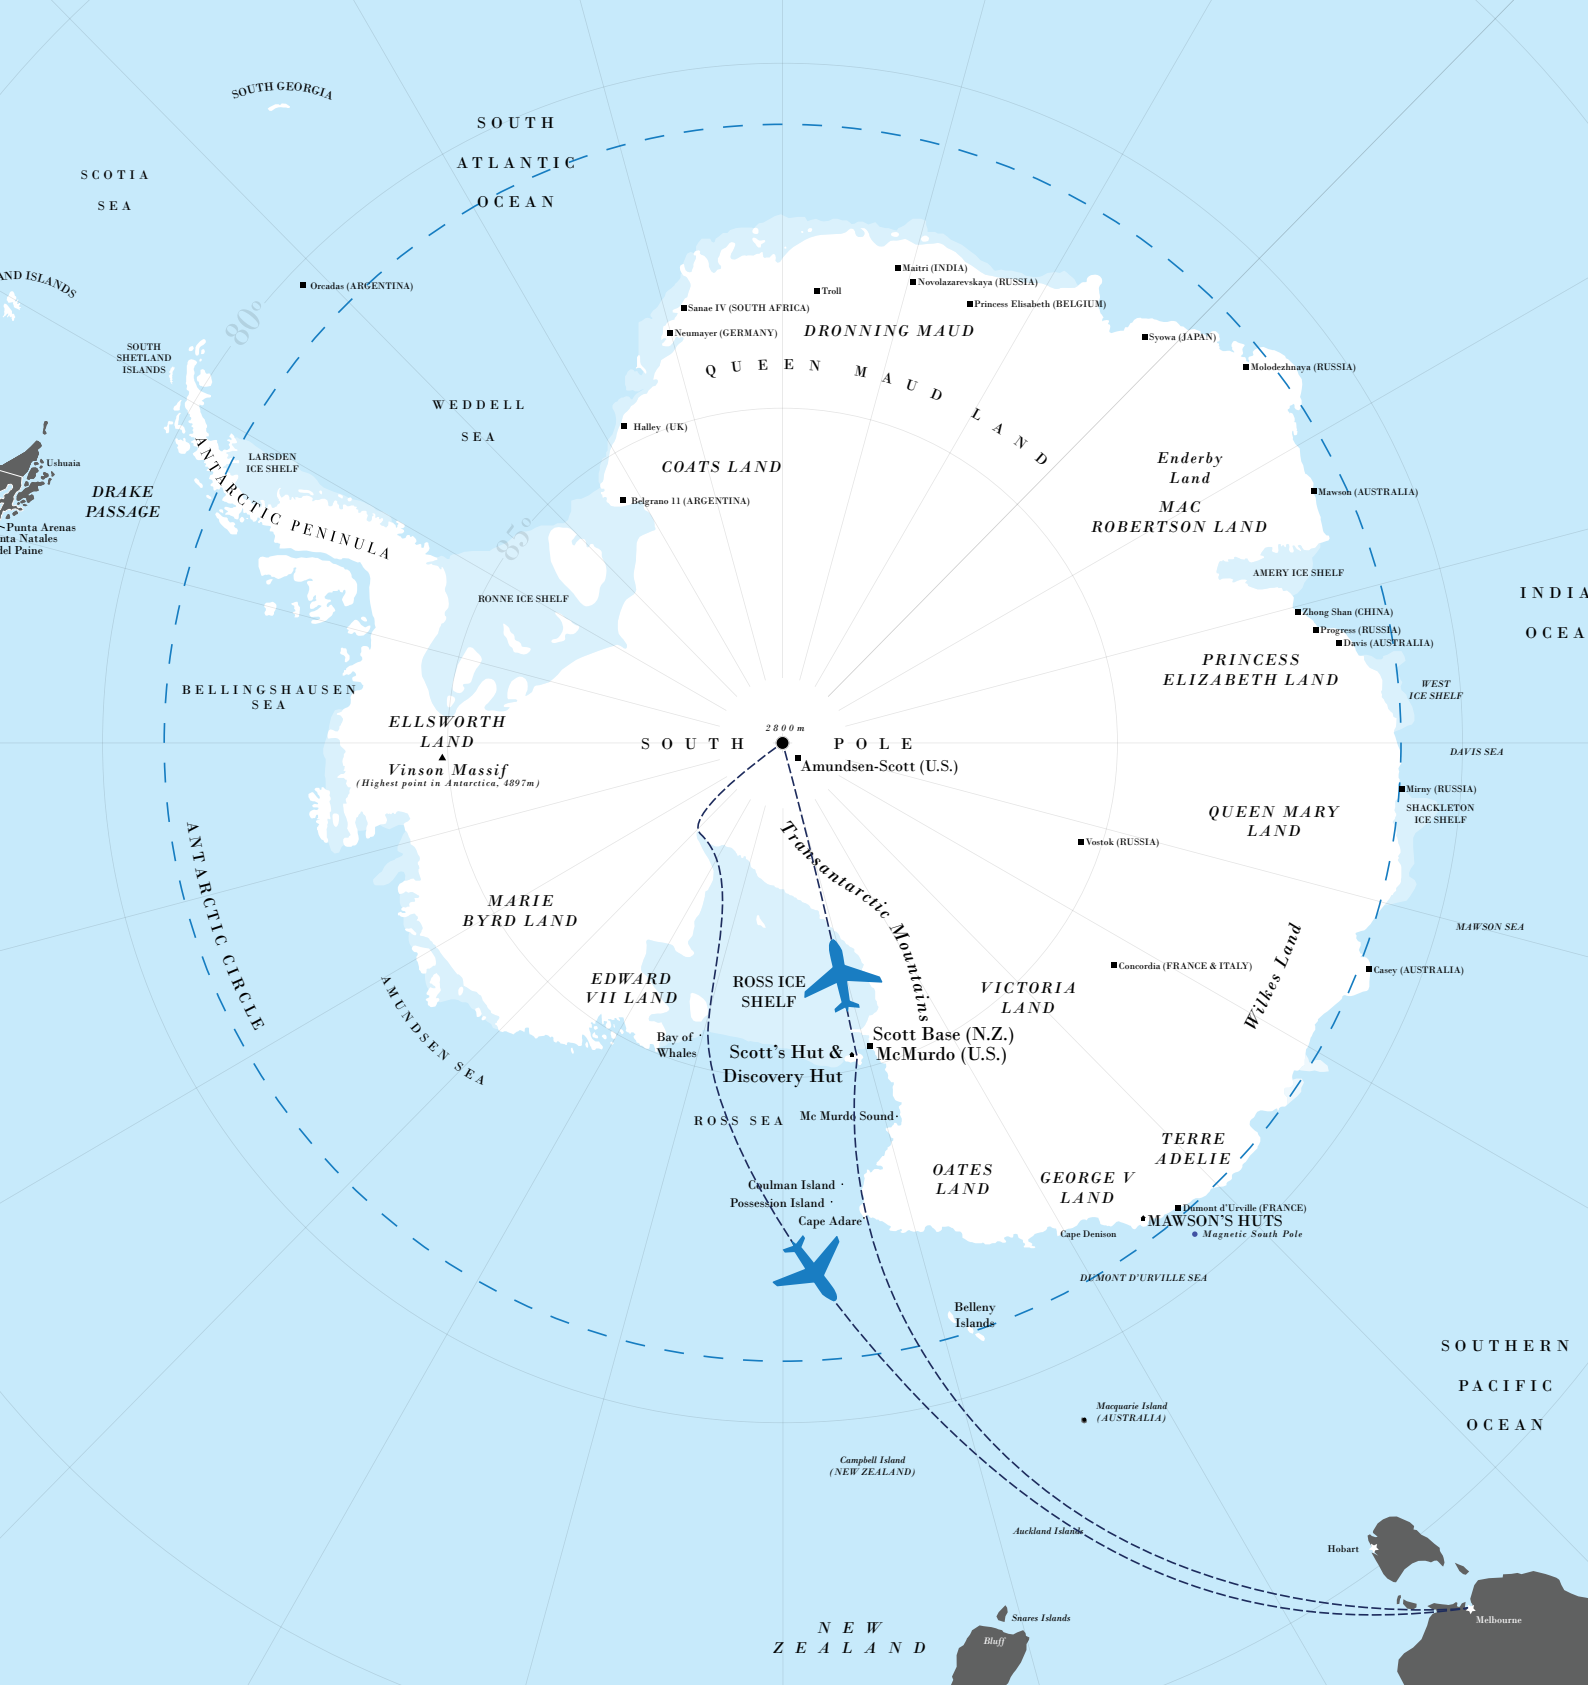 SOUTH GEORGIA
SOUTH
ATLANTIC
OCEAN
SCOTIA
SEA
AND ISLANDS
Orcadas (ARGENTINA)
80°
SOUTH
SHETLAND
ISLANDS
WEDDELL
SEA
Maitri (INDIA)
Novolazarevskaya (RUSSIA)
Troll
Princess Elisabeth (BELGIUM)
Sanae IV (SOUTH AFRICA)
Neumayer (GERMANY)
DRONNING MAUD
QUEEN MAUD LAND
Syowa (JAPAN)
Molodezhnaya (RUSSIA)
Halley (UK)
COATS LAND
Belgrano 11 (ARGENTINA)
Enderby
Land
MAC
ROBERTSON LAND
Mawson (AUSTRALIA)
Ushuaia
DRAKE
PASSAGE
Punta Arenas
nta Natales
del Paine
LARSDEN
ICE SHELF
ANTARCTIC PENINULA
85°
RONNE ICE SHELF
AMERY ICE SHELF
Zhong Shan (CHINA)
Progress (RUSSIA)
Davis (AUSTRALIA)
INDIA
OCEA
PRINCESS
ELIZABETH LAND
WEST
ICE SHELF
BELLINGSHAUSEN
SEA
ELLSWORTH
LAND
Vinson Massif
(Highest point in Antarctica, 4897m)
2800m
SOUTH POLE
Amundsen-Scott (U.S.)
DAVIS SEA
Mirny (RUSSIA)
SHACKLETON
ICE SHELF
QUEEN MARY
LAND
Vostok (RUSSIA)
ANTARCTIC CIRCLE
Transantarctic Mountains
MARIE
BYRD LAND
MAWSON SEA
EDWARD
VII LAND
ROSS ICE
SHELF
VICTORIA
LAND
Concordia (FRANCE & ITALY)
Wilkes Land
Casey (AUSTRALIA)
AMUNDSEN SEA
Bay of
Whales
Scott's Hut &
Discovery Hut
Scott Base (N.Z.)
McMurdo (U.S.)
ROSS SEA
Mc Murdo Sound
TERRE
ADELIE
OATES
LAND
GEORGE V
LAND
Coulman Island
Possession Island
Cape Adare
Dumont d'Urville (FRANCE)
MAWSON'S HUTS
Cape Denison
Magnetic South Pole
DUMONT D'URVILLE SEA
Belleny
Islands
SOUTHERN
PACIFIC
OCEAN
Macquarie Island
(AUSTRALIA)
Campbell Island
(NEW ZEALAND)
Auckland Islands
Hobart
Melbourne
Snares Islands
Bluff
NEW
ZEALAND